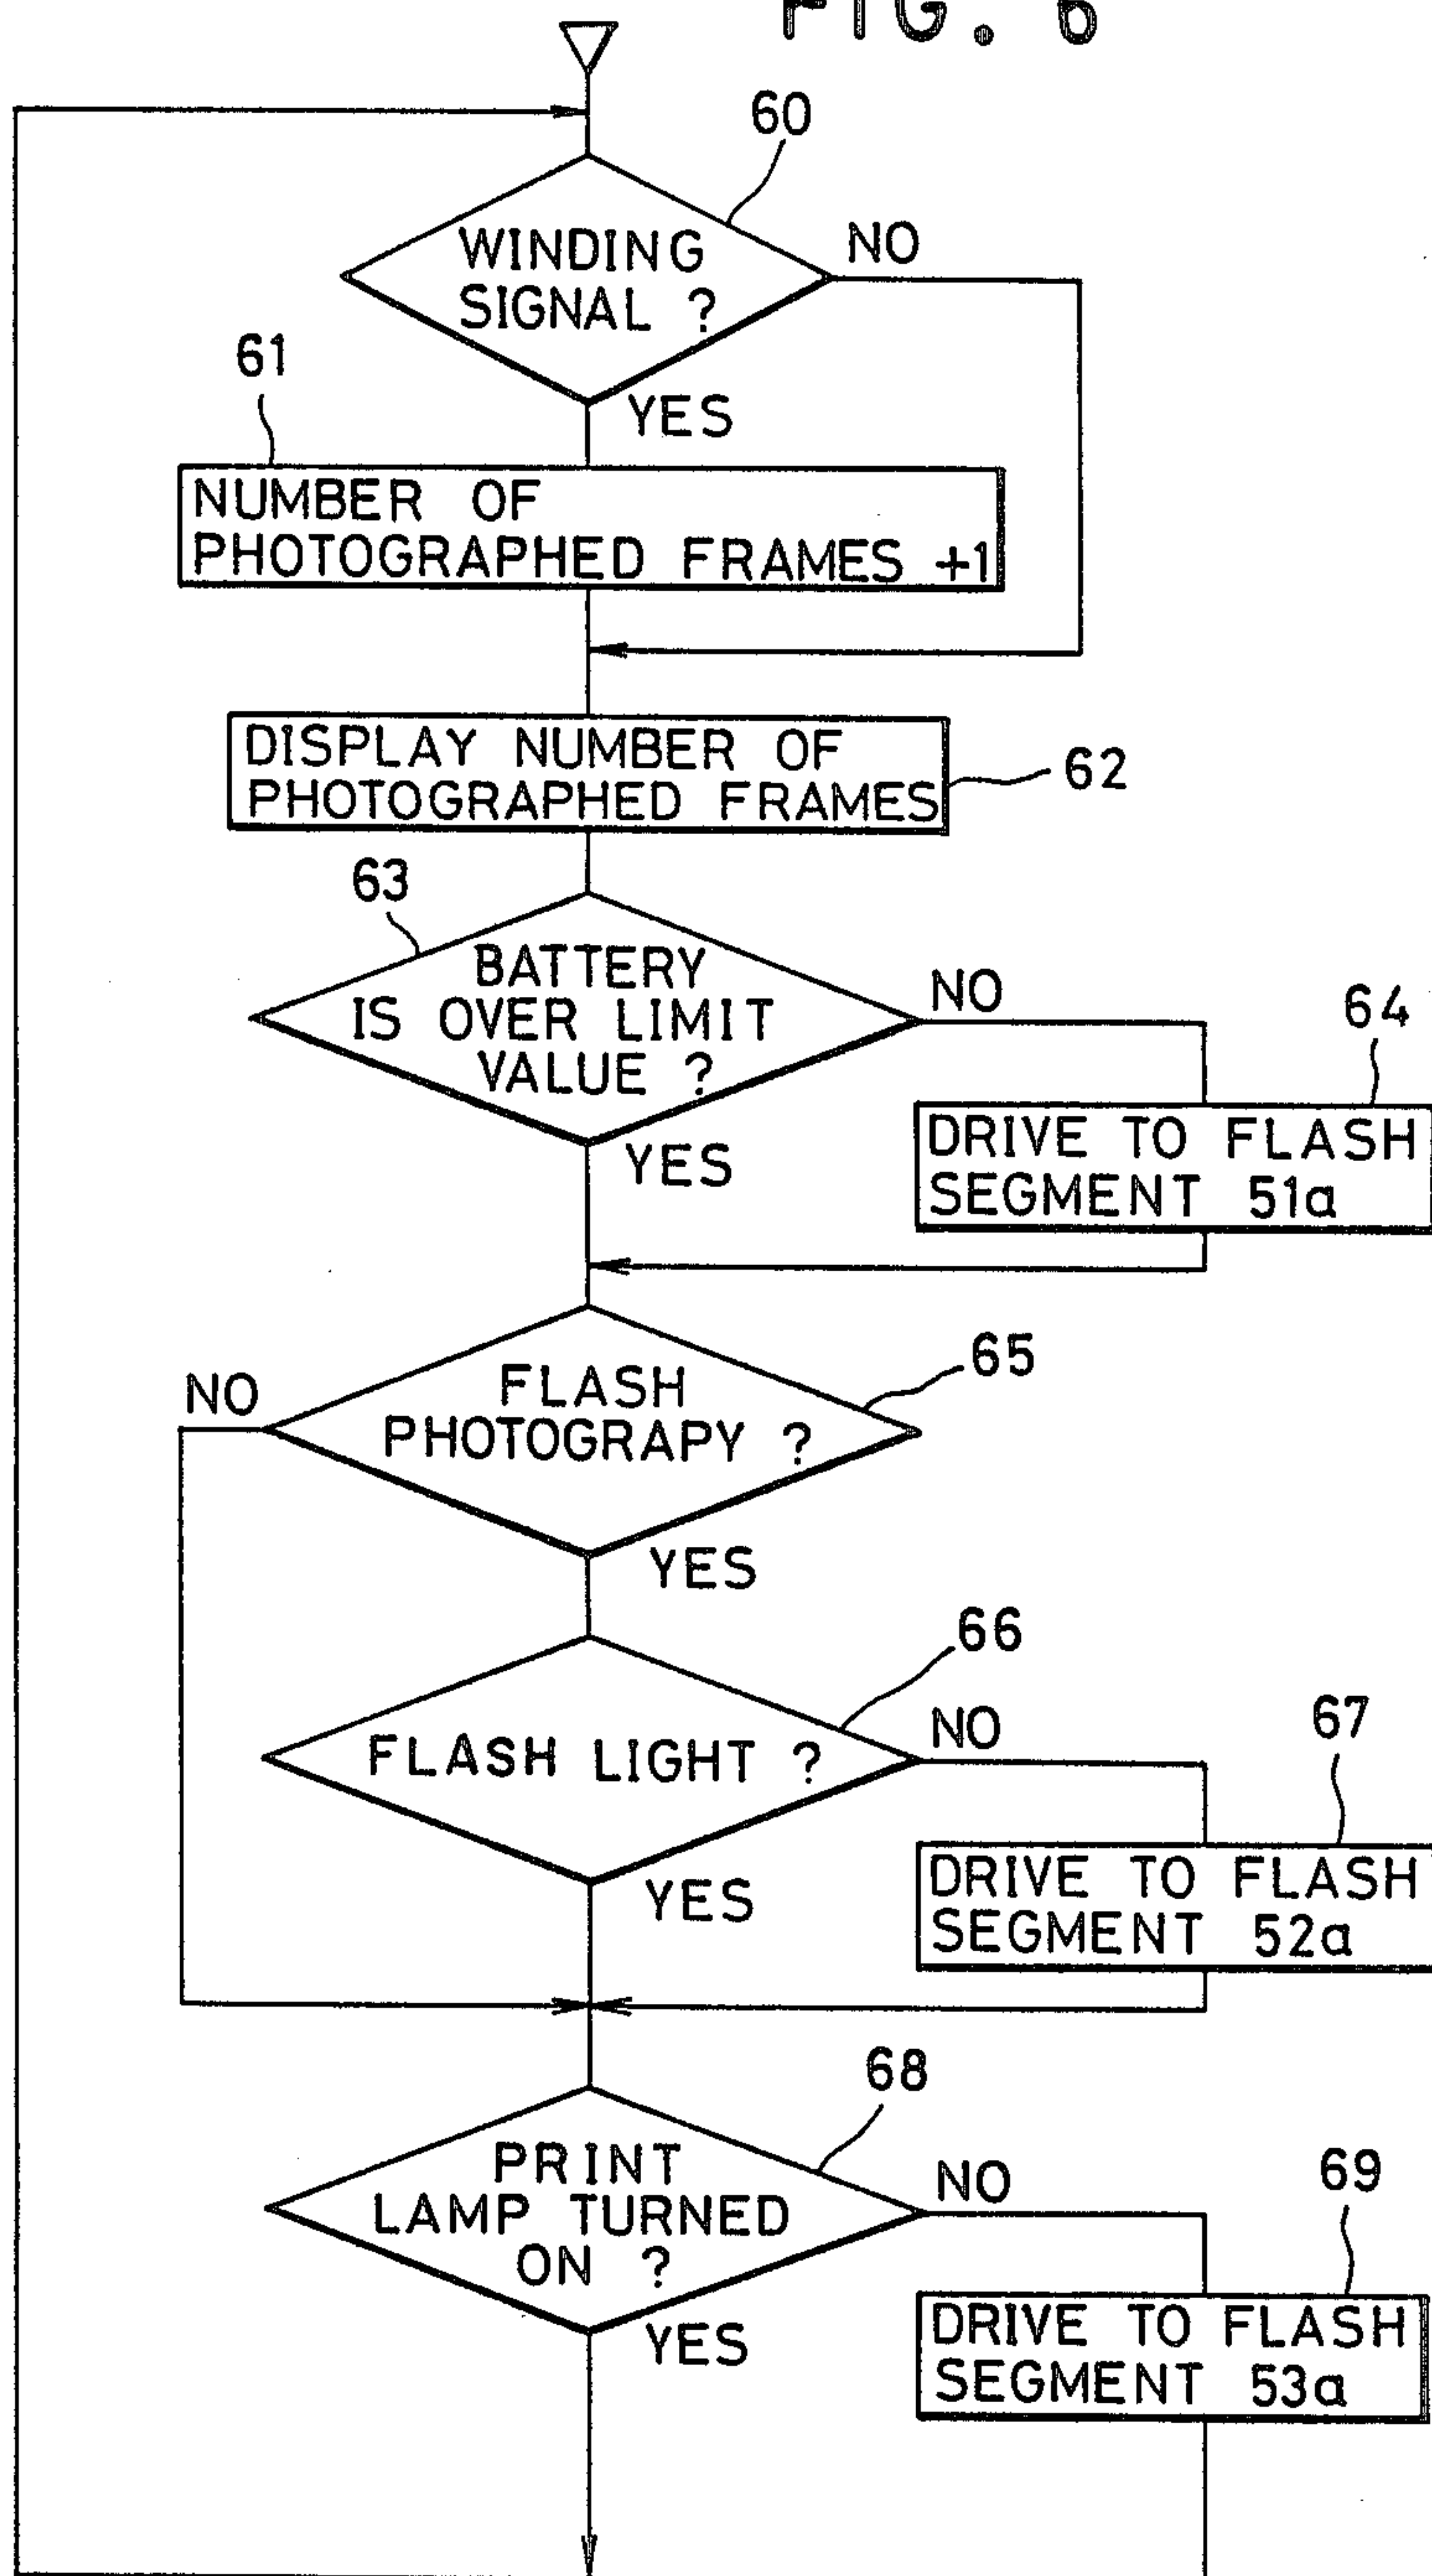 FIG. 6
60
WINDING
SIGNAL ?
NO
YES
61
NUMBER OF
PHOTOGRAPHED FRAMES +1
DISPLAY NUMBER OF
PHOTOGRAPHED FRAMES
62
63
BATTERY
IS OVER LIMIT
VALUE ?
NO
YES
64
DRIVE TO FLASH
SEGMENT 51a
65
FLASH
PHOTOGRAPY ?
NO
YES
66
FLASH LIGHT ?
NO
YES
67
DRIVE TO FLASH
SEGMENT 52a
68
PRINT
LAMP TURNED
ON ?
NO
YES
69
DRIVE TO FLASH
SEGMENT 53a